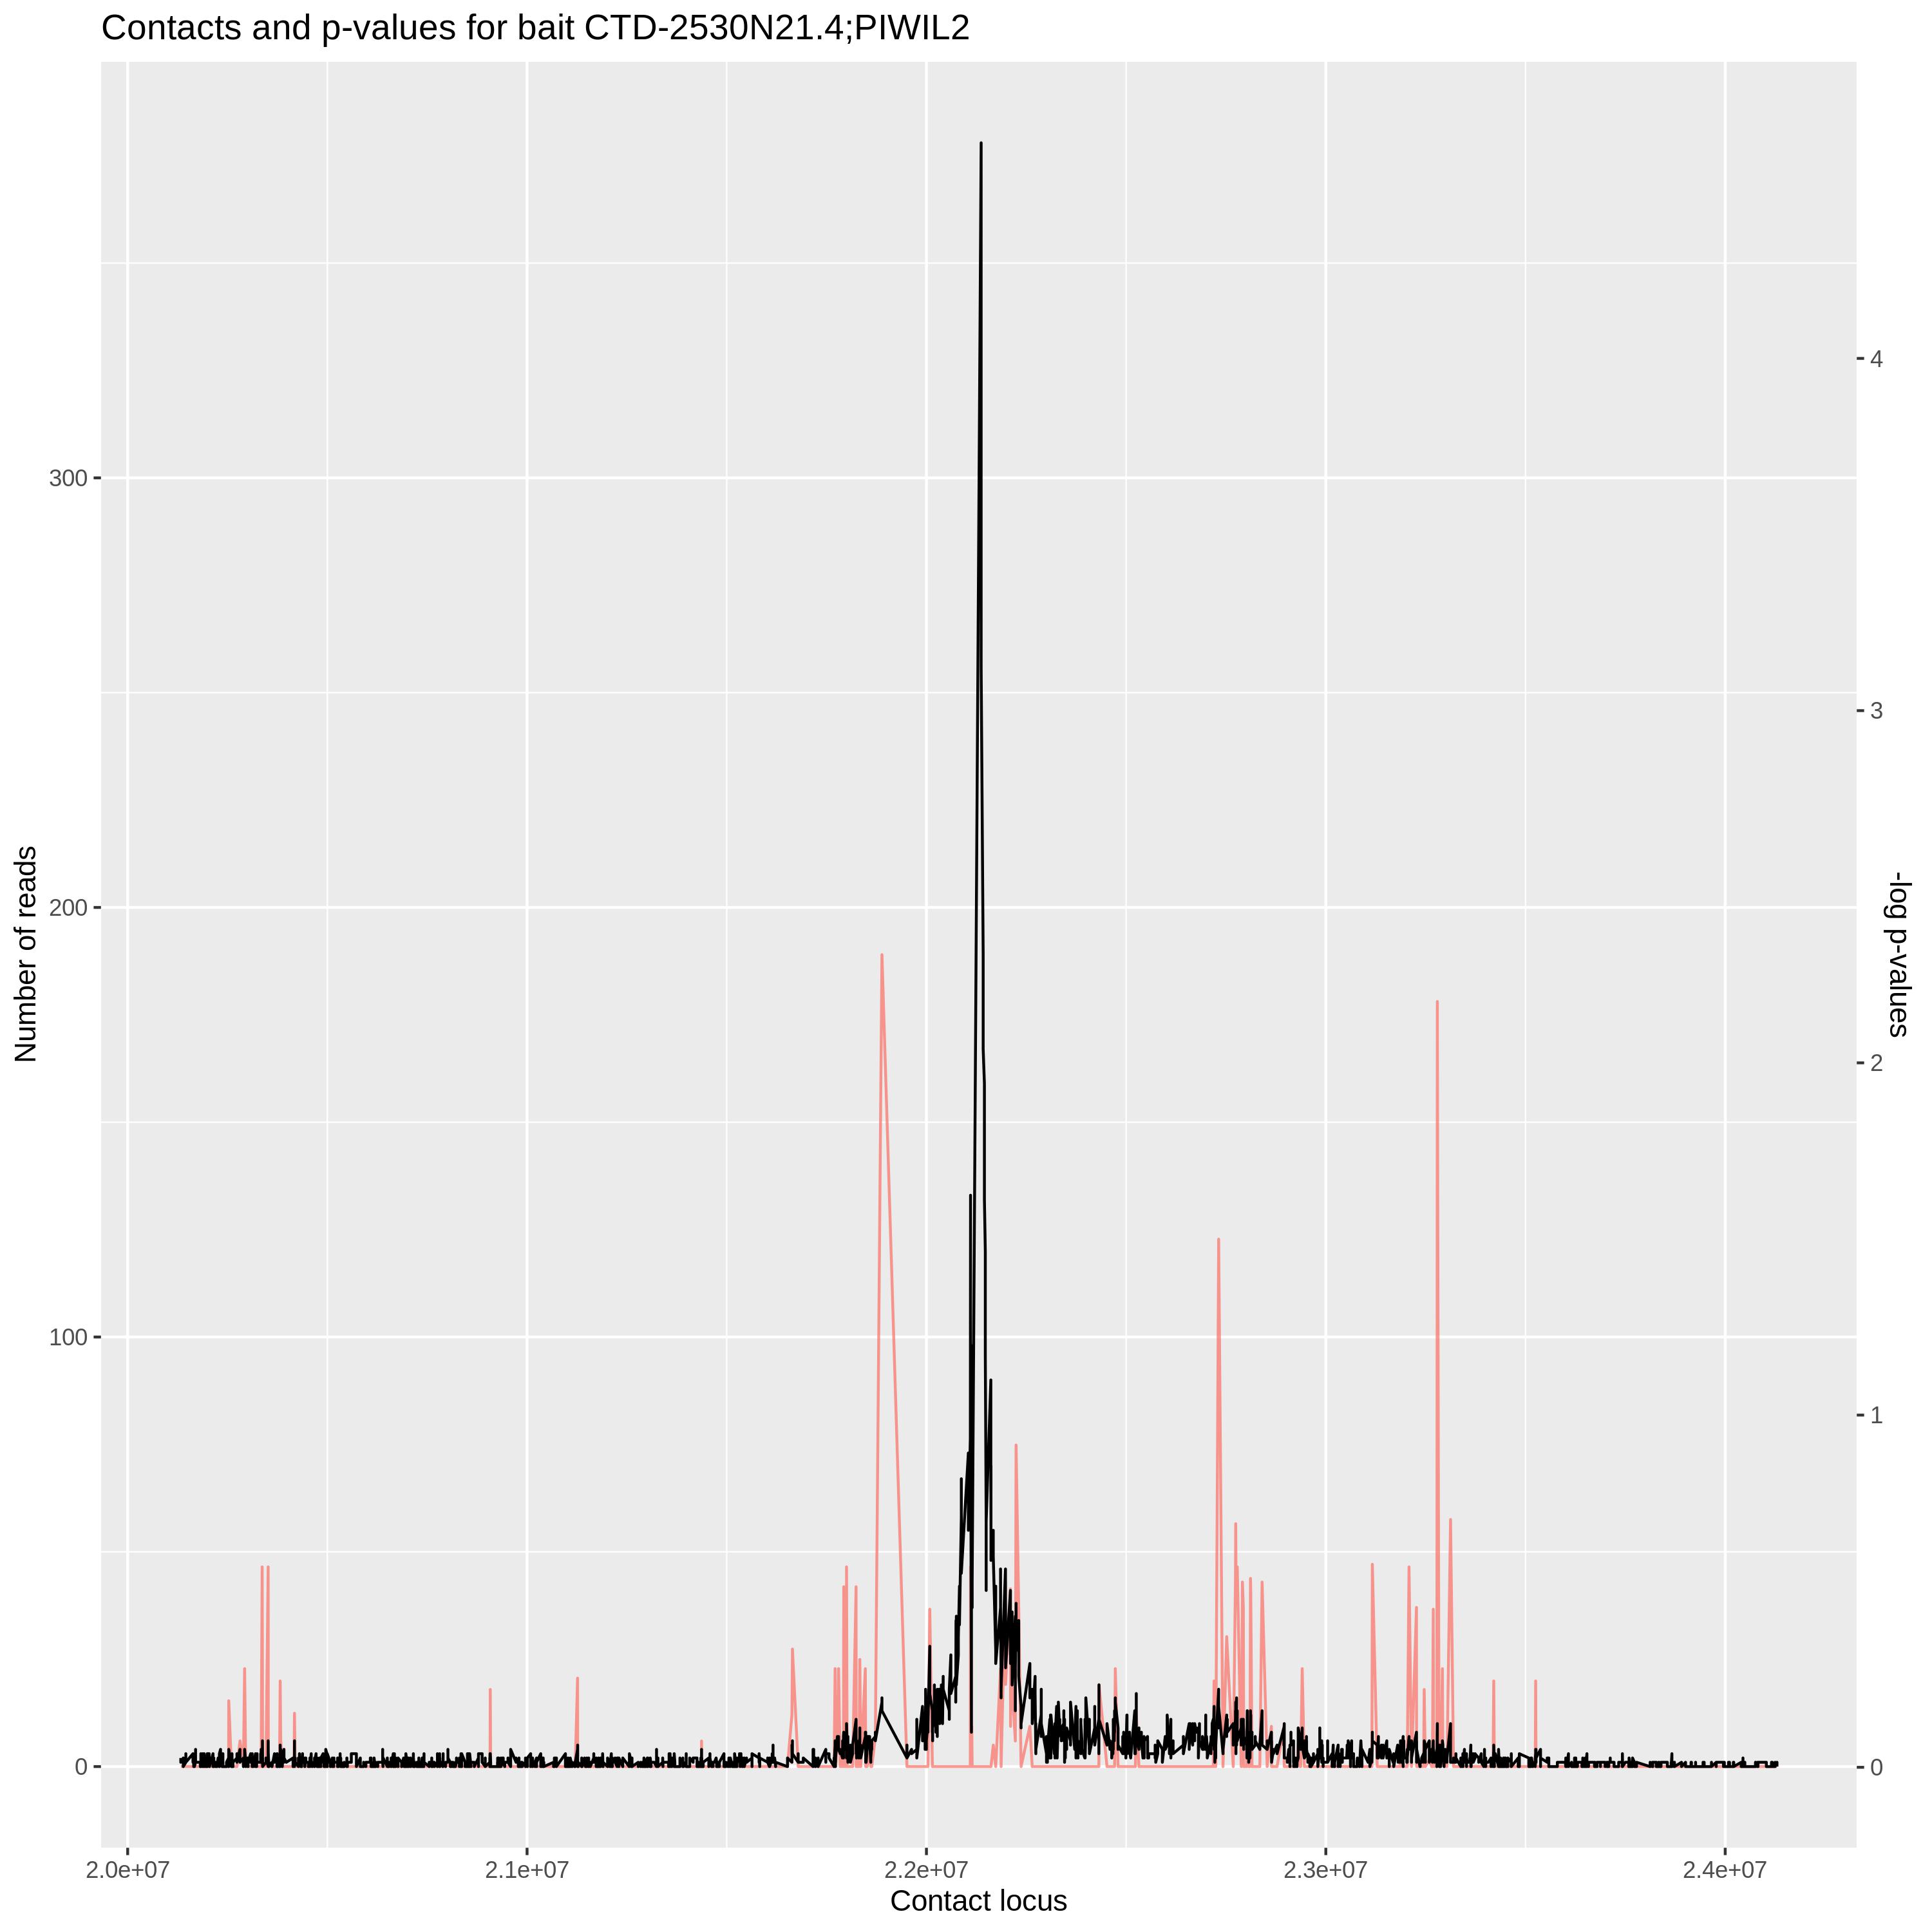 Contacts and p-values for bait CTD-2530N21.4;PIWIL2
Number of reads
300
200
100
0
4
3
2
1
0
-log p-values
2.0e+07 2.1e+07 2.2e+07 2.3e+07 2.4e+07
Contact locus